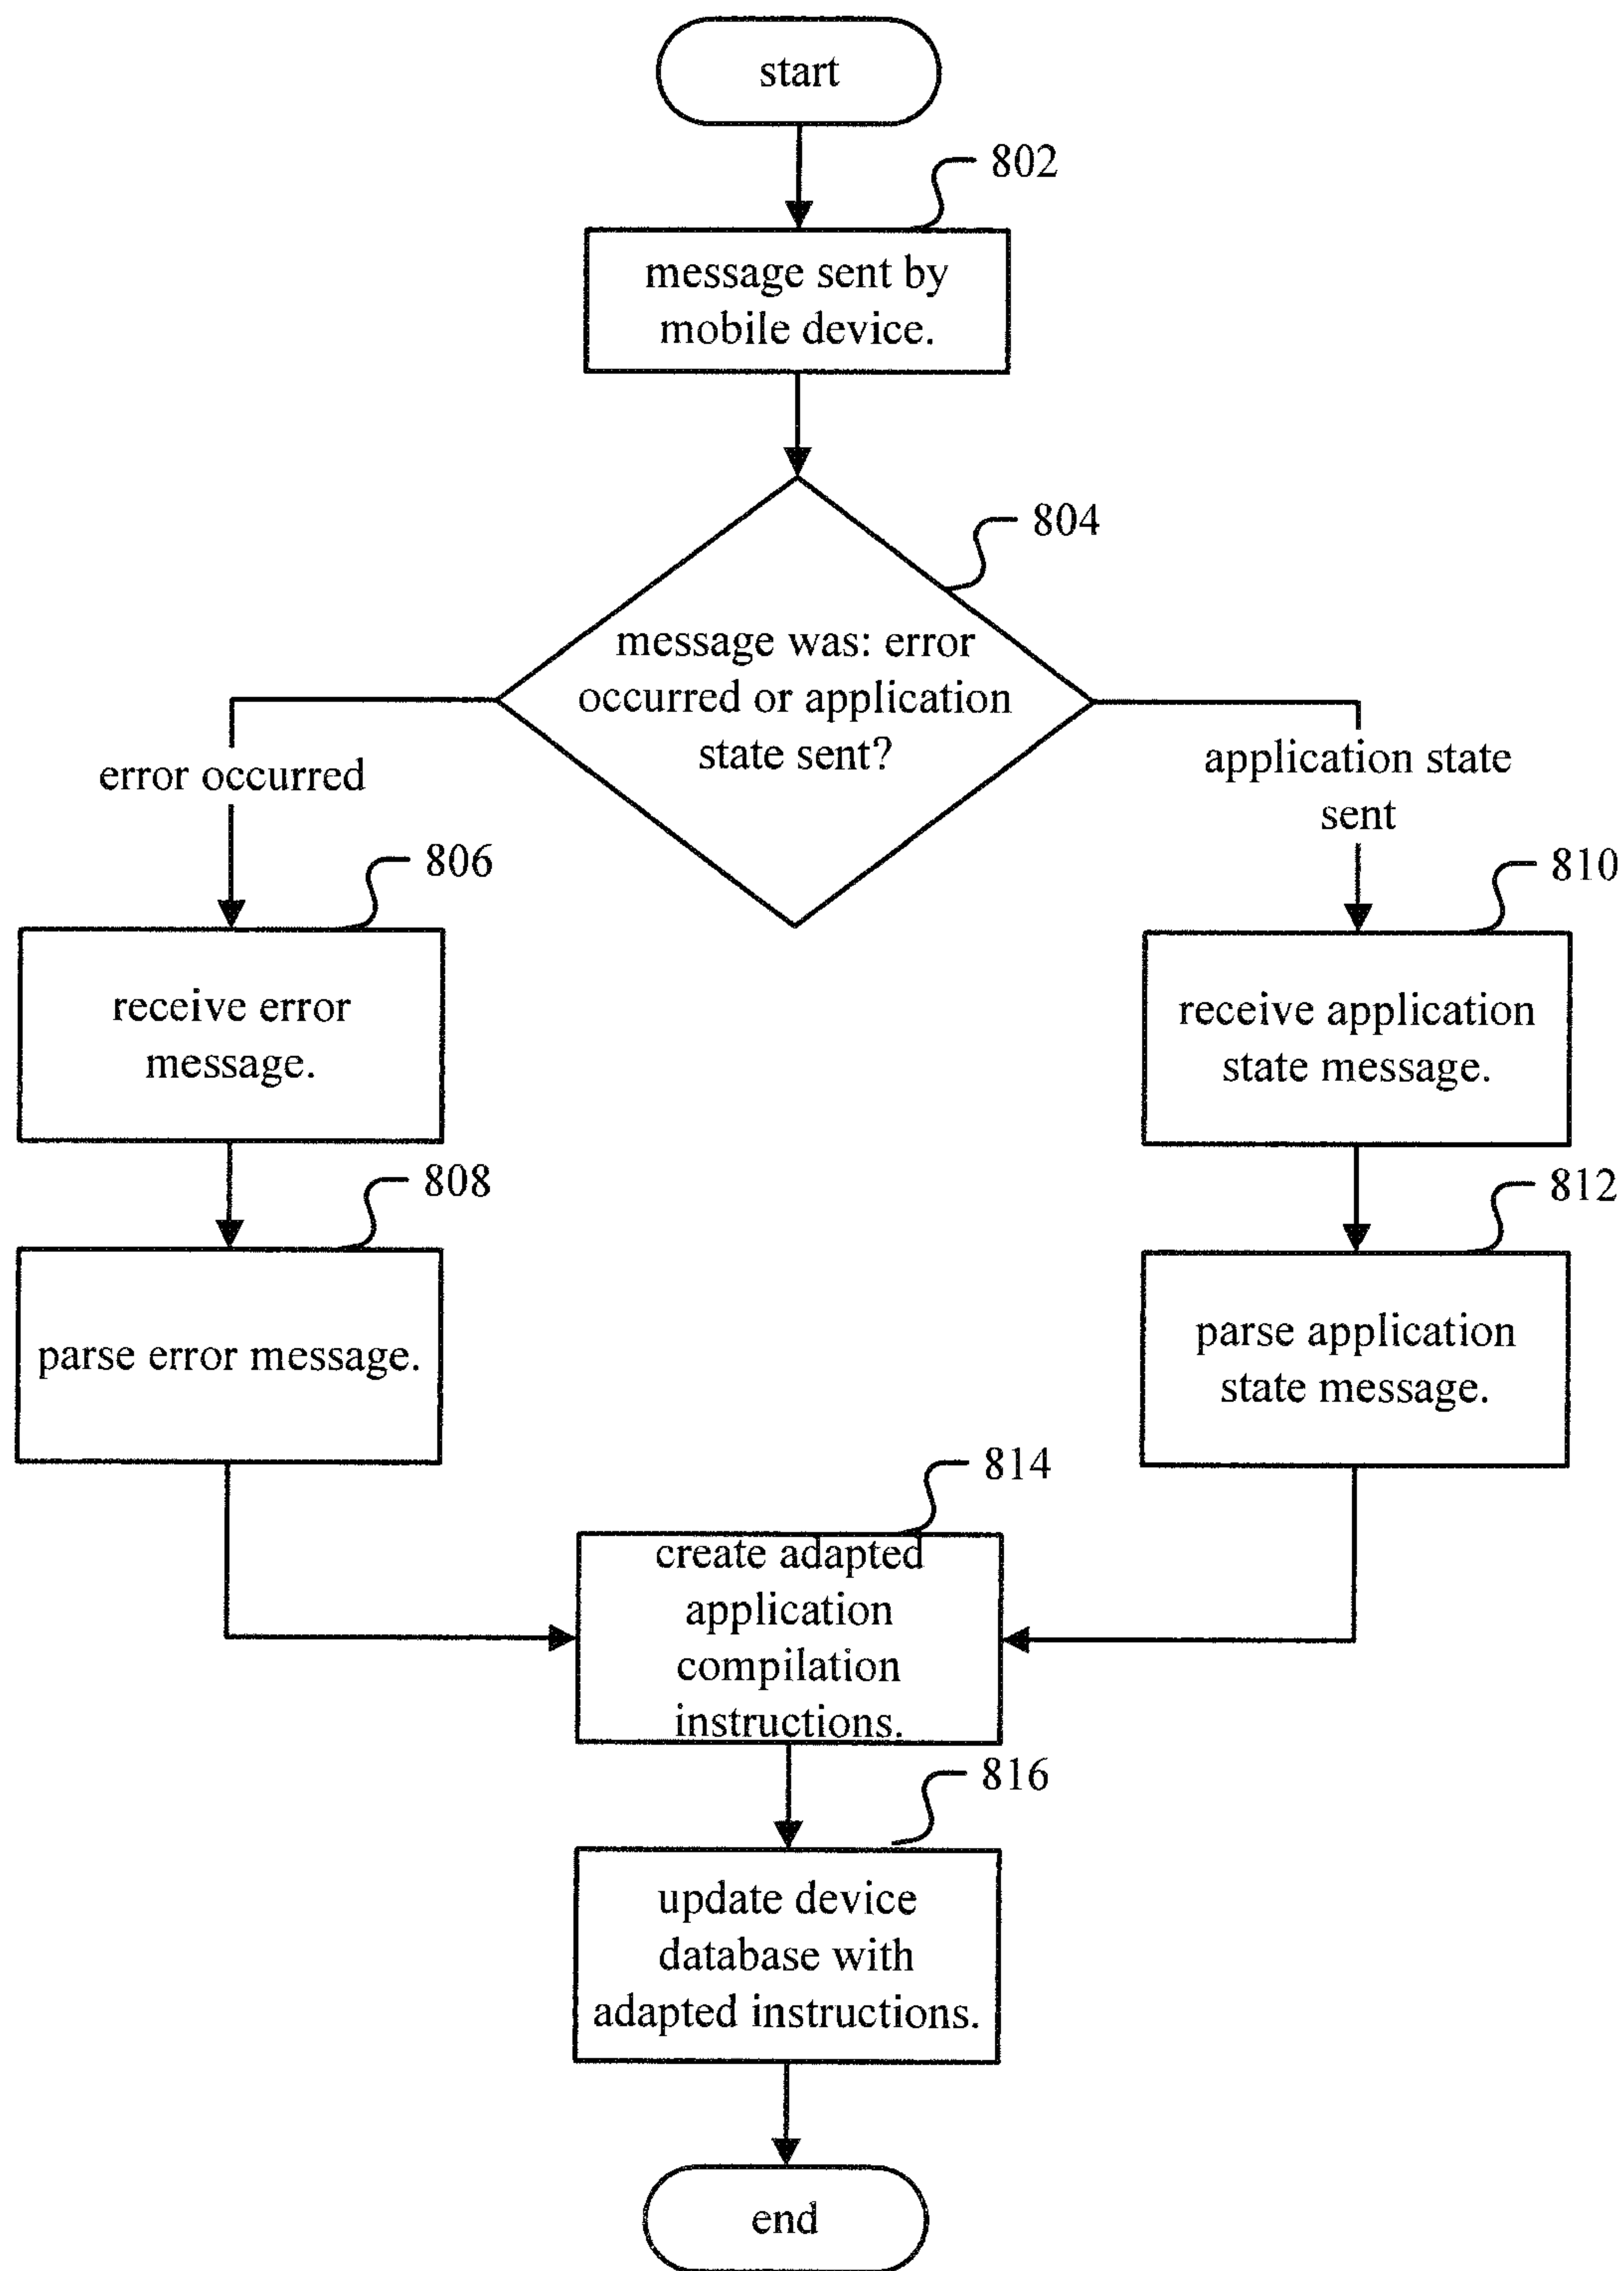 start
802
message sent by
mobile device.
804
message was: error
occurred or application
state sent?
error occurred
application state
sent
806
receive error
message.
810
receive application
state message.
808
parse error message.
812
parse application
state message.
814
create adapted
application
compilation
instructions.
816
update device
database with
adapted instructions.
end